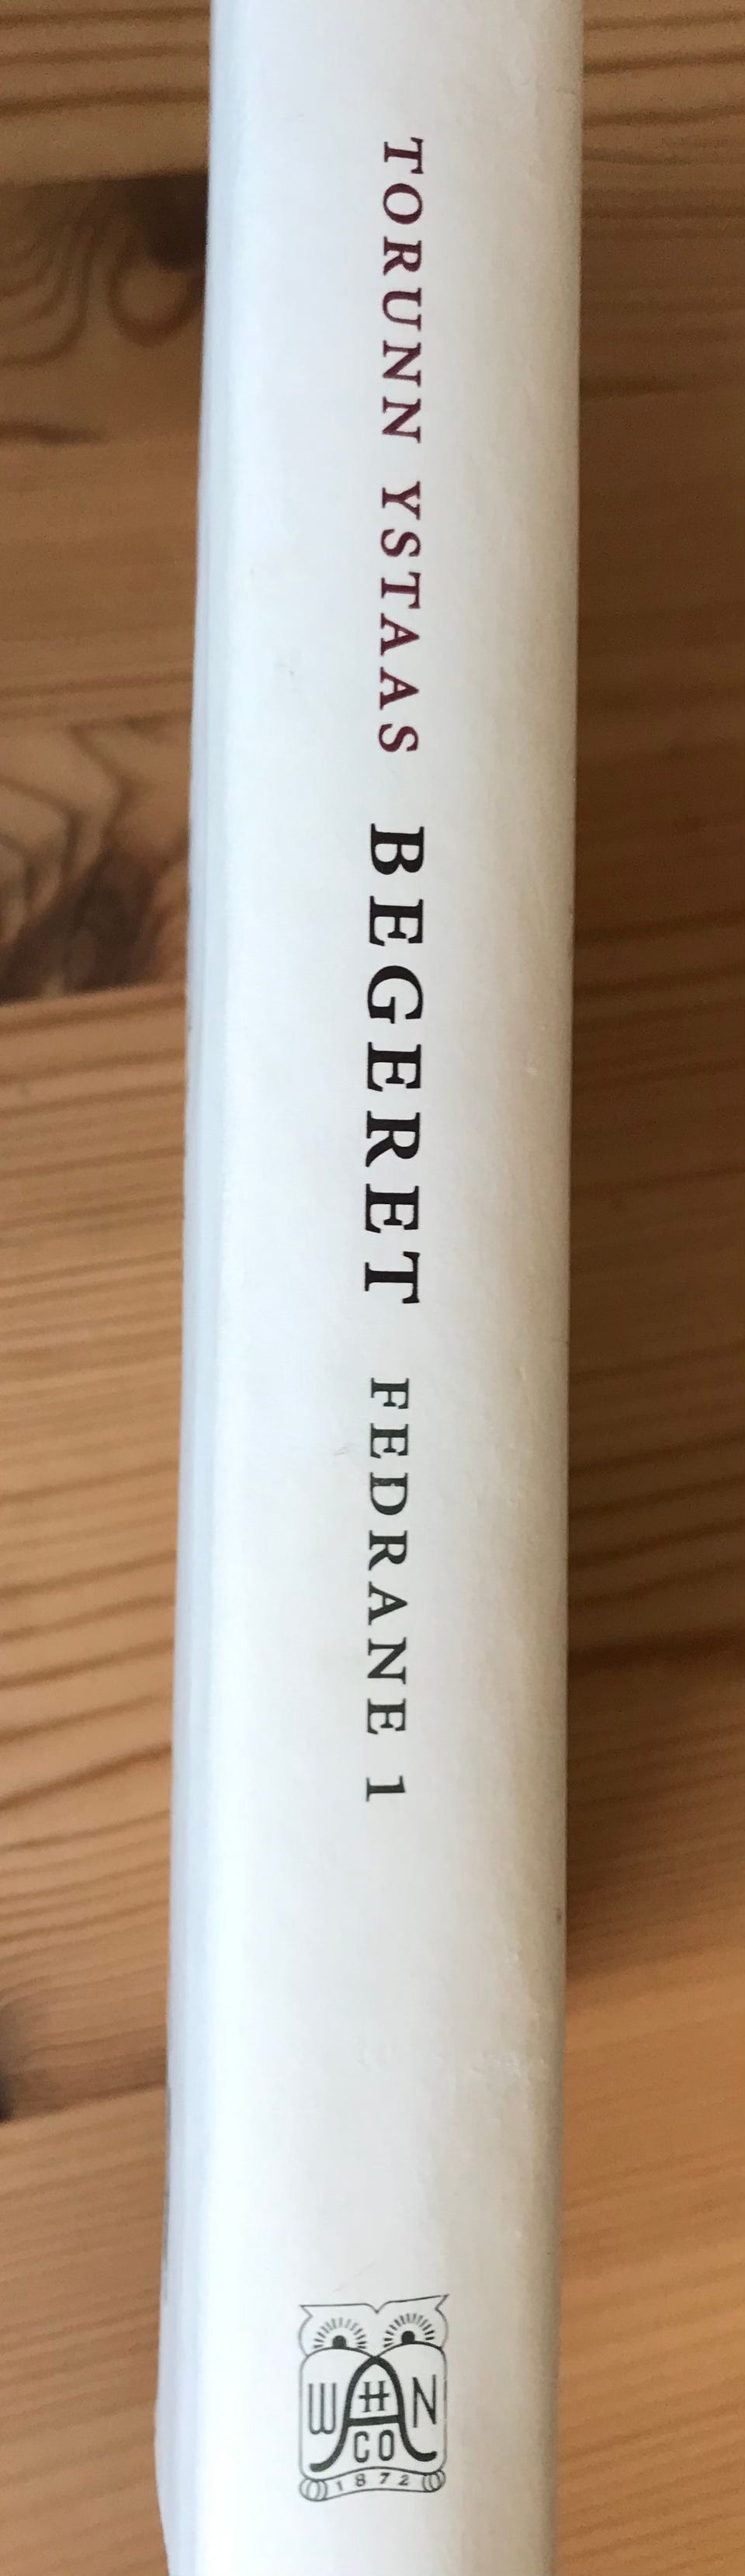 TORUNN YSTAAS BEGERET FEDRANE 1
W H N
A
CO
1872